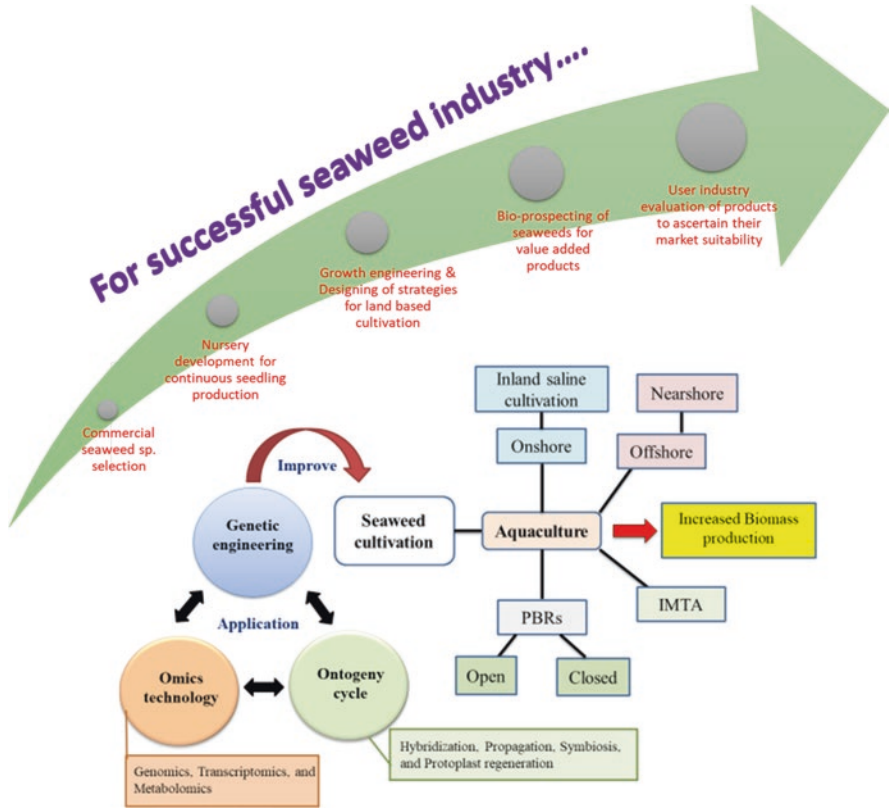 For successful seaweed industry....
Commercial
seaweed sp.
selection
Nursery
development for
continuous seedling
production
Growth engineering &
Designing of strategies
for land based
cultivation
Bio-prospecting of
seaweeds for
value added
products
User industry
evaluation of products
to ascertain their
market suitability
Improve
Genetic
engineering
Application
Omics
technology
Ontogeny
cycle
Genomics, Transcriptomics, and
Metabolomics
Hybridization, Propagation, Symbiosis,
and Protoplast regeneration
Seaweed
cultivation
Aquaculture
Inland saline
cultivation
Onshore
Nearshore
Offshore
Increased Biomass
production
IMTA
PBRs
Open
Closed